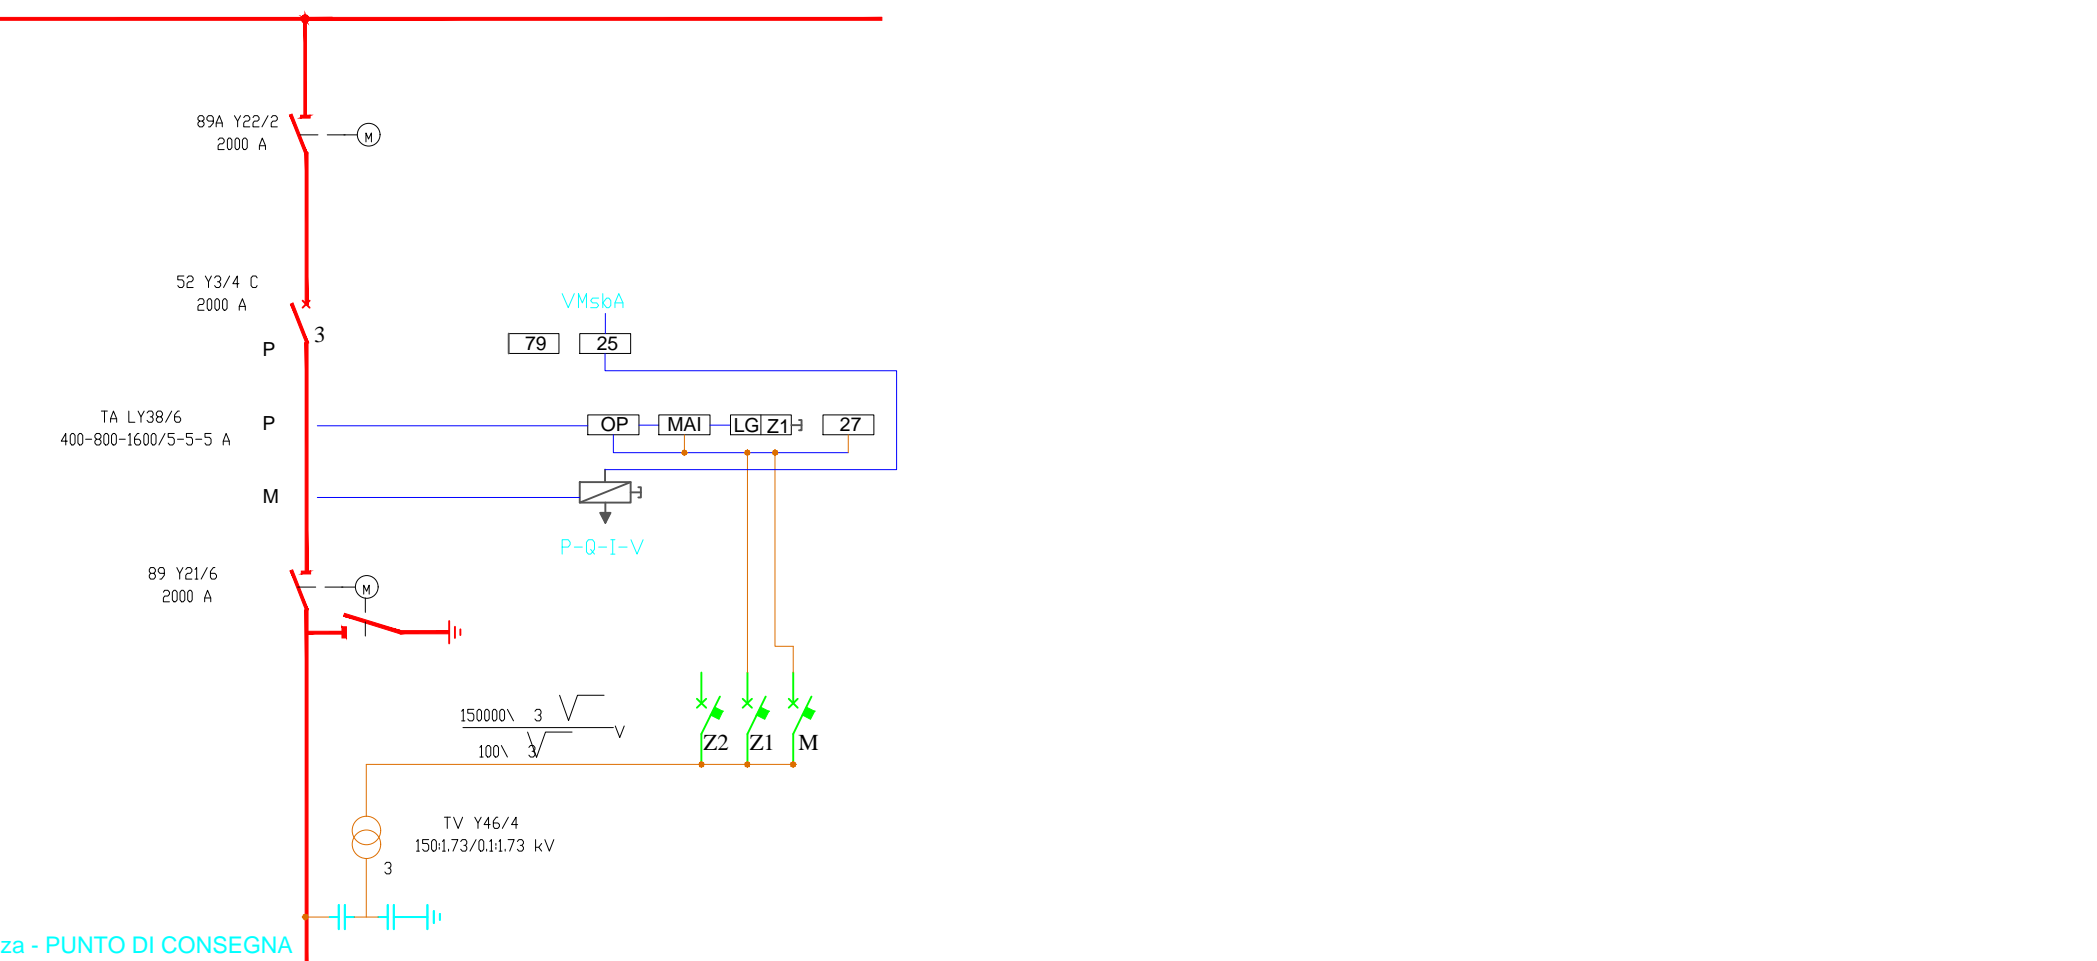 89A Y22/2
2000 A
M
52 Y3/4 C
2000 A
3
P
VMsbA
79
25
TA LY38/6
400-800-1600/5-5-5 A
P
OP
MAI
LG
Z1
27
M
P-Q-I-V
89 Y21/6
2000 A
M
150000\ 3
V
100\ 3
Z2
Z1
M
TV Y46/4
150:1.73/0.1:1.73 kV
3
za - PUNTO DI CONSEGNA